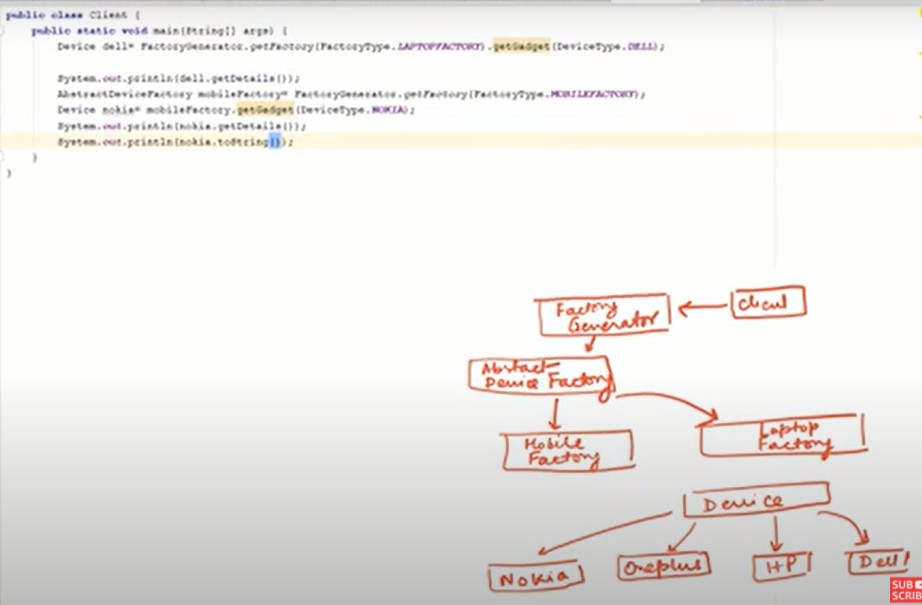 public class Client {
public static void main(String[] args) {
Device dell= FactoryGenerator.getFactory(FactoryType.LAPTOPFACTORY).getGadget(DeviceType.DELL);
System.out.println(dell.getDetails());
AbstractDeviceFactory mobileFactory= FactoryGenerator.getFactory(FactoryType.MOBILEFACTORY);
Device nokia= mobileFactory.getGadget(DeviceType.NOKIA);
System.out.println(nokia.getDetails());
System.out.println(nokia.toString());
}
}
Client
Factory
Generator
Abstact
Device Factory
Laptop
Factory
Mobile
Factory
Device
Nokia
Oneplus
HP
Dell
SUB
SCRIB